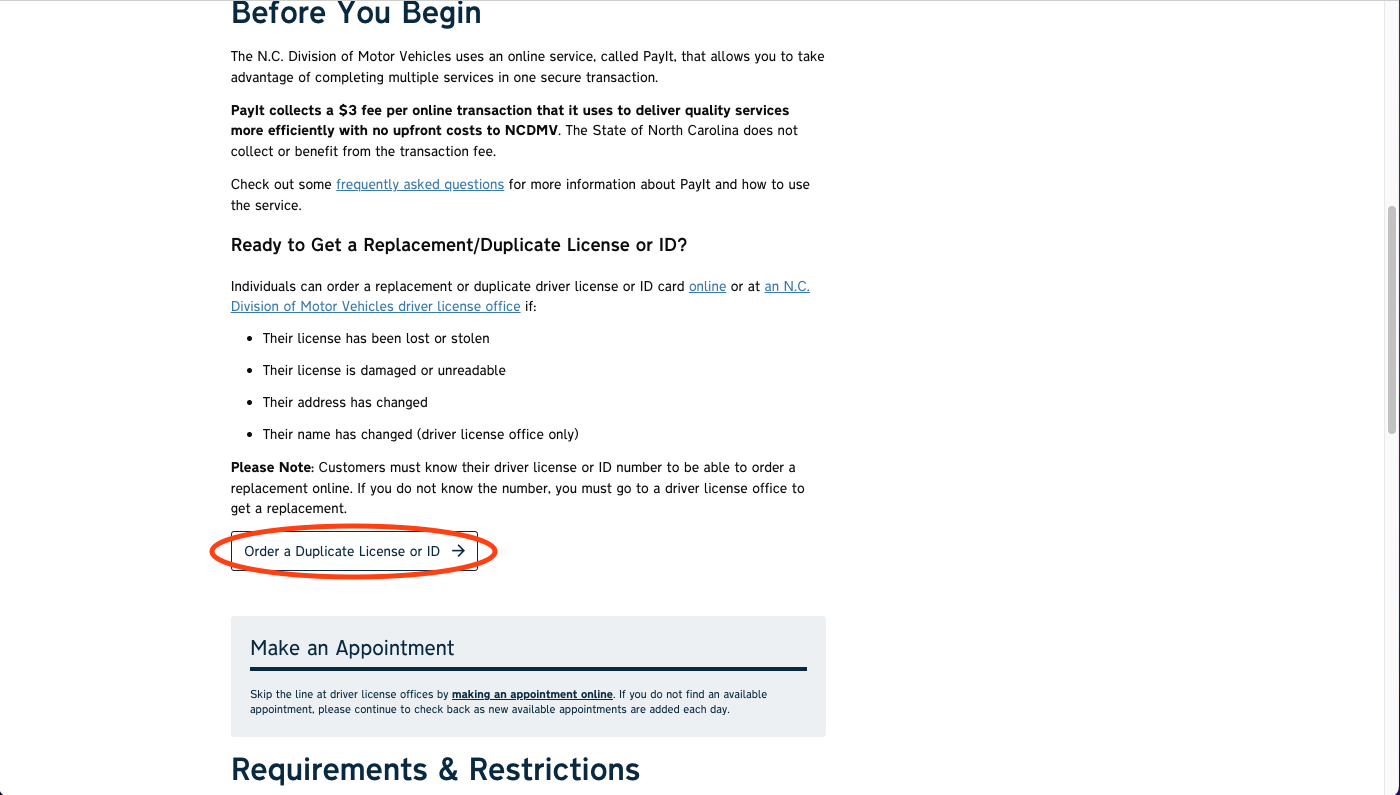 Before You Begin
The N.C. Division of Motor Vehicles uses an online service, called PayIt, that allows you to take
advantage of completing multiple services in one secure transaction.
PayIt collects a $3 fee per online transaction that it uses to deliver quality services
more efficiently with no upfront costs to NCDMV. The State of North Carolina does not
collect or benefit from the transaction fee.
Check out some frequently asked questions for more information about PayIt and how to use
the service.
Ready to Get a Replacement/Duplicate License or ID?
Individuals can order a replacement or duplicate driver license or ID card online or at an N.C.
Division of Motor Vehicles driver license office if:
• Their license has been lost or stolen
• Their license is damaged or unreadable
• Their address has changed
• Their name has changed (driver license office only)
Please Note: Customers must know their driver license or ID number to be able to order a
replacement online. If you do not know the number, you must go to a driver license office to
get a replacement.
Order a Duplicate License or ID →
Make an Appointment
Skip the line at driver license offices by making an appointment online. If you do not find an available
appointment, please continue to check back as new available appointments are added each day.
Requirements & Restrictions